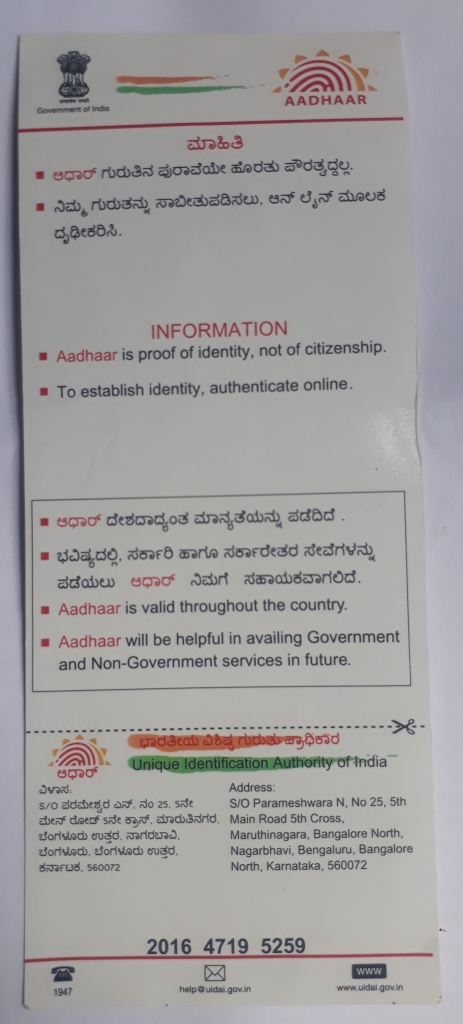 Government of India
AADHAAR
ಮಾಹಿತಿ
■ ಆಧಾರ್ ಗುರುತಿನ ಪುರಾವೆಯೇ ಹೊರತು ಪೌರತ್ವದ್ದಲ್ಲ.
■ ನಿಮ್ಮ ಗುರುತನ್ನು ಸಾಬೀತುಪಡಿಸಲು, ಆನ್ ಲೈನ್ ಮೂಲಕ
ದೃಢೀಕರಿಸಿ.
INFORMATION
■ Aadhaar is proof of identity, not of citizenship.
■ To establish identity, authenticate online.
■ ಆಧಾರ್ ದೇಶದಾದ್ಯಂತ ಮಾನ್ಯತೆಯನ್ನು ಪಡೆದಿದೆ .
■ ಭವಿಷ್ಯದಲ್ಲಿ, ಸರ್ಕಾರಿ ಹಾಗೂ ಸರ್ಕಾರೇತರ ಸೇವೆಗಳನ್ನು
ಪಡೆಯಲು ಆಧಾರ್ ನಿಮಗೆ ಸಹಾಯಕವಾಗಲಿದೆ.
■ Aadhaar is valid throughout the country.
■ Aadhaar will be helpful in availing Government
and Non-Government services in future.
ಭಾರತೀಯ ವಿಶಿಷ್ಟ ಗುರುತು ಪ್ರಾಧಿಕಾರ
Unique Identification Authority of India
ಆಧಾರ್
ವಿಳಾಸ:
S/O ಪರಮೇಶ್ವರ ಎನ್, ನಂ 25, 5ನೇ
ಮೇನ್ ರೋಡ್ 5ನೇ ಕ್ರಾಸ್, ಮಾರುತಿನಗರ,
ಬೆಂಗಳೂರು ಉತ್ತರ, ನಾಗರಬಾವಿ,
ಬೆಂಗಳೂರು, ಬೆಂಗಳೂರು ಉತ್ತರ,
ಕರ್ನಾಟಕ, 560072
Address:
S/O Parameshwara N, No 25, 5th
Main Road 5th Cross,
Maruthinagara, Bangalore North,
Nagarbhavi, Bengaluru, Bangalore
North, Karnataka, 560072
2016 4719 5259
1947
help@uidai.gov.in
www
www.uidai.gov.in